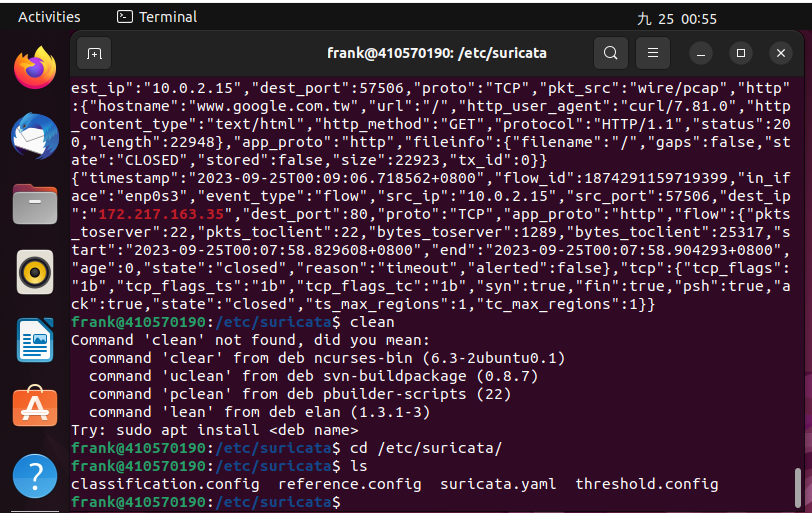 Activities Terminal 九 25 00:55
frank@410570190: /etc/suricata
est_ip":"10.0.2.15","dest_port":57506,"proto":"TCP","pkt_src":"wire/pcap","http"
:{"hostname":"www.google.com.tw","url":"/","http_user_agent":"curl/7.81.0","http
_content_type":"text/html","http_method":"GET","protocol":"HTTP/1.1","status":20
0,"length":22948},"app_proto":"http","fileinfo":{"filename":"/","gaps":false,"st
ate":"CLOSED","stored":false,"size":22923,"tx_id":0}}
{"timestamp":"2023-09-25T00:09:06.718562+0800","flow_id":1874291159719399,"in_if
ace":"enp0s3","event_type":"flow","src_ip":"10.0.2.15","src_port":57506,"dest_ip
":"172.217.163.35","dest_port":80,"proto":"TCP","app_proto":"http","flow":{"pkts
_toserver":22,"pkts_toclient":22,"bytes_toserver":1289,"bytes_toclient":25317,"s
tart":"2023-09-25T00:07:58.829608+0800","end":"2023-09-25T00:07:58.904293+0800",
"age":0,"state":"closed","reason":"timeout","alerted":false},"tcp":{"tcp_flags":
"1b","tcp_flags_ts":"1b","tcp_flags_tc":"1b","syn":true,"fin":true,"psh":true,"a
ck":true,"state":"closed","ts_max_regions":1,"tc_max_regions":1}}
frank@410570190:/etc/suricata$ clean
Command 'clean' not found, did you mean:
  command 'clear' from deb ncurses-bin (6.3-2ubuntu0.1)
  command 'uclean' from deb svn-buildpackage (0.8.7)
  command 'pclean' from deb pbuilder-scripts (22)
  command 'lean' from deb elan (1.3.1-3)
Try: sudo apt install <deb name>
frank@410570190:/etc/suricata$ cd /etc/suricata/
frank@410570190:/etc/suricata$ ls
classification.config  reference.config  suricata.yaml  threshold.config
frank@410570190:/etc/suricata$